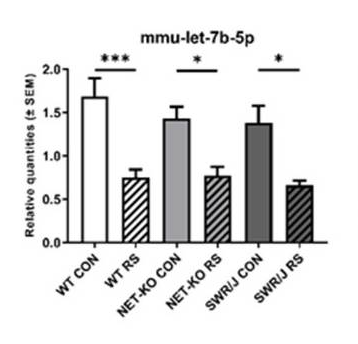 mmu-let-7b-5p
*** * *
Relative quantities (± SEM)
2.0
1.5
1.0
0.5
0.0
WT CON
WT RS
NET-KO CON
NET-KO RS
SWR/J CON
SWR/J RS